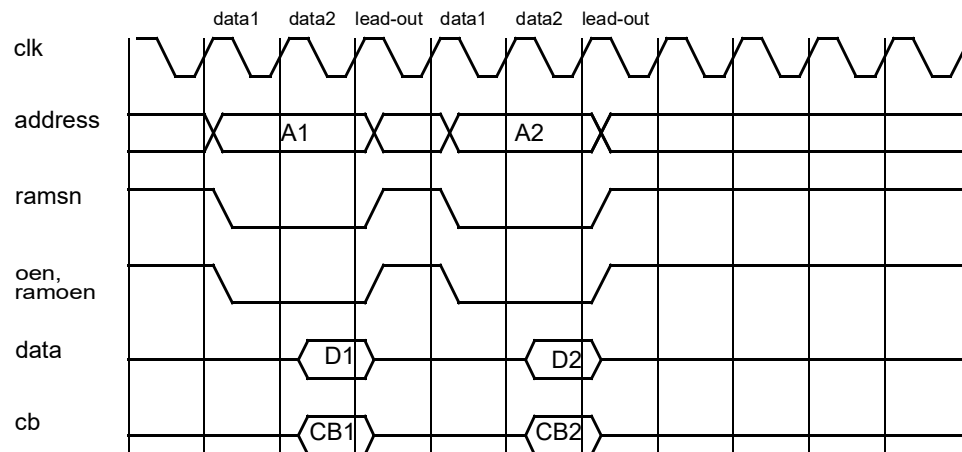 data1 data2 lead-out data1 data2 lead-out
clk
address A1 A2
ramsn
oen,
ramoen
data D1 D2
cb CB1 CB2